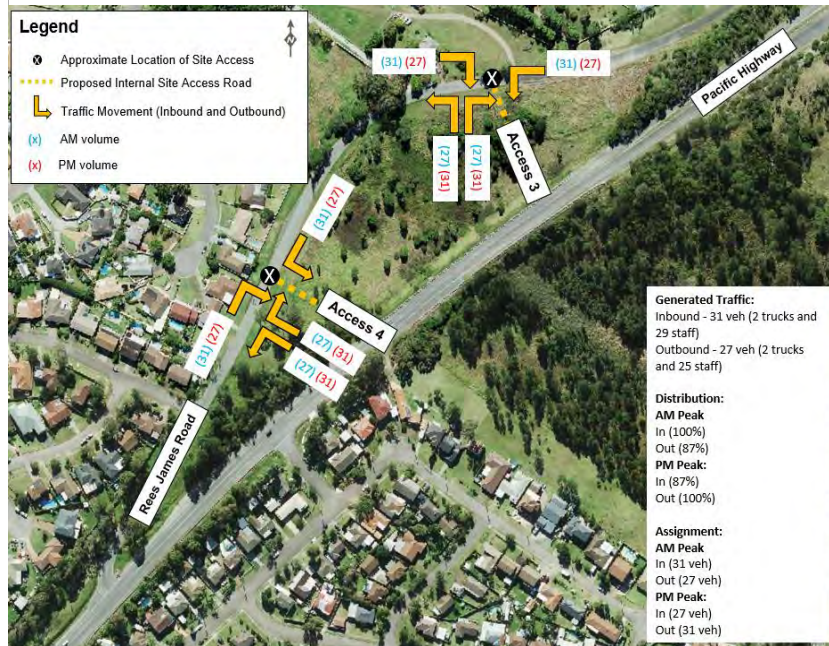 Legend
X Approximate Location of Site Access
Proposed Internal Site Access Road
Traffic Movement (Inbound and Outbound)
(x) AM volume
(x) PM volume
(31) (27)
X
(31) (27)
Pacific Highway
(27) (31)
(27) (31)
Access 3
(31) (27)
X
Access 4
(31) (27)
(27) (31)
(27) (31)
Rees James Road
Generated Traffic:
Inbound - 31 veh (2 trucks and
29 staff)
Outbound - 27 veh (2 trucks
and 25 staff)
Distribution:
AM Peak
In (100%)
Out (87%)
PM Peak:
In (87%)
Out (100%)
Assignment:
AM Peak
In (31 veh)
Out (27 veh)
PM Peak:
In (27 veh)
Out (31 veh)